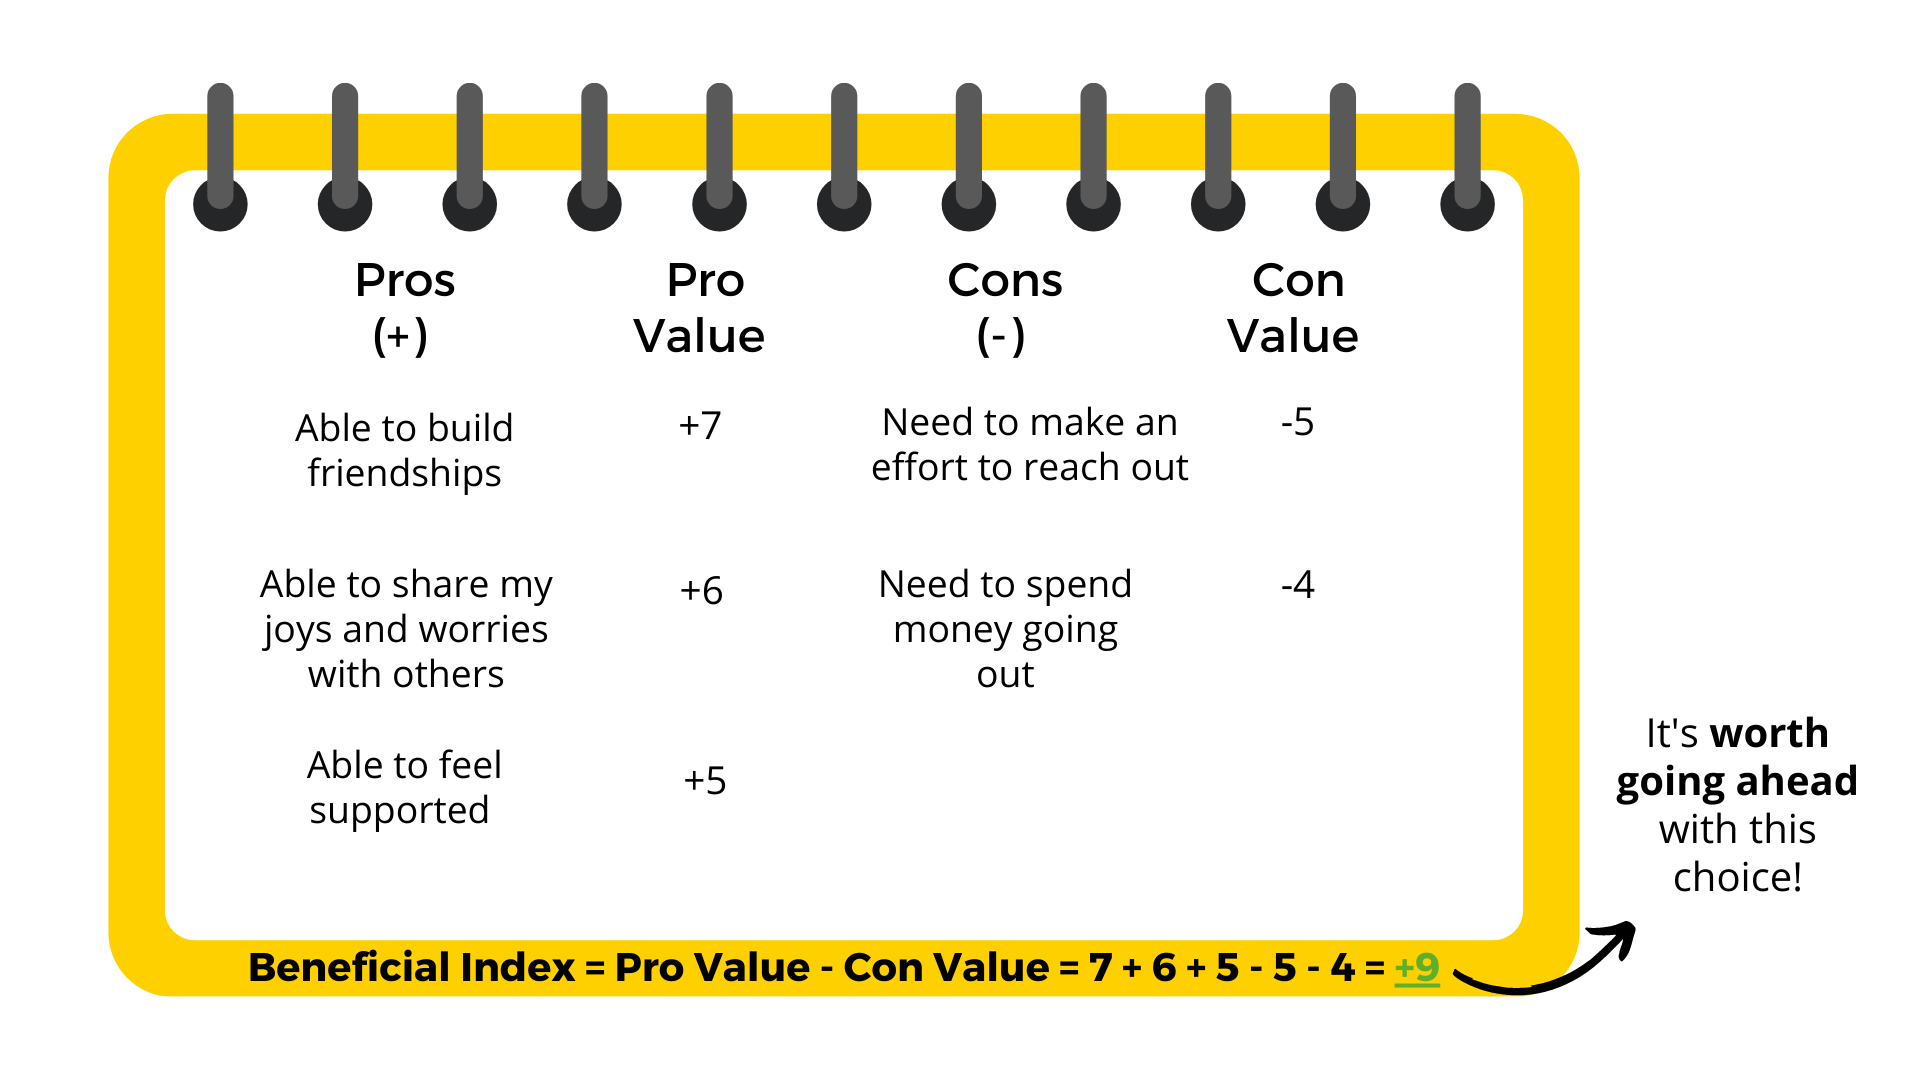 Pros
(+)
Pro
Value
Cons
(-)
Con
Value
Able to build
friendships
+7
Need to make an
effort to reach out
-5
Able to share my
joys and worries
with others
+6
Need to spend
money going
out
-4
Able to feel
supported
+5
Beneficial Index = Pro Value - Con Value = 7 + 6 + 5 - 5 - 4 = +9
It's worth
going ahead
with this
choice!